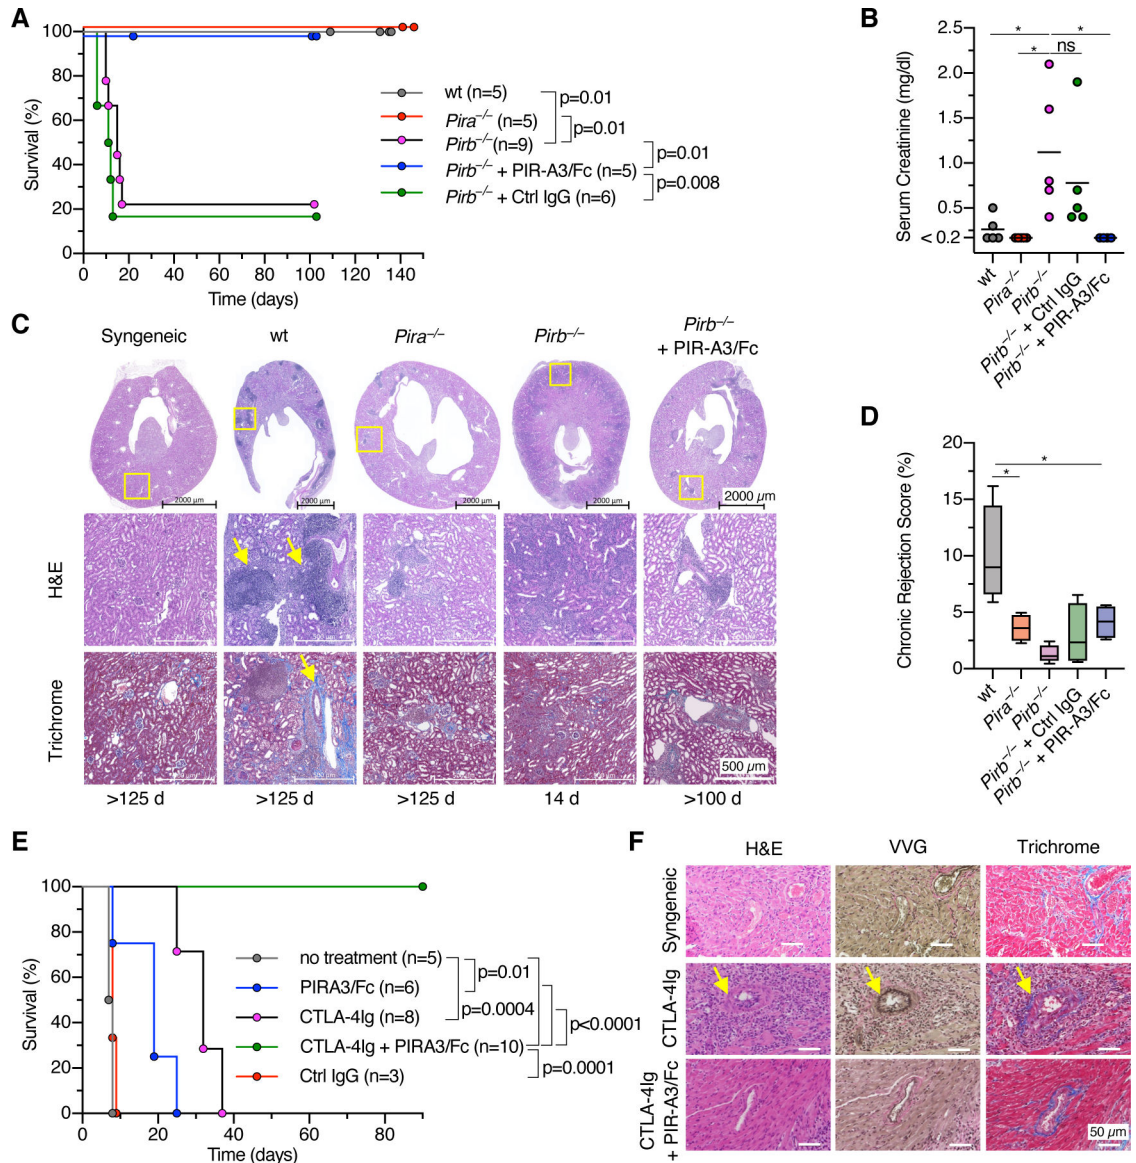 A
Survival (%)
100
80
60
40
20
0
0 20 40 60 80 100 120 140
Time (days)
wt (n=5)
Pira–/– (n=5)
Pirb–/– (n=9)
Pirb–/– + PIR-A3/Fc (n=5)
Pirb–/– + Ctrl IgG (n=6)
p=0.01
p=0.01
p=0.01
p=0.008
B
Serum Creatinine (mg/dl)
2.5
2.0
1.5
1.0
0.5
< 0.2
* *
* ns
wt
Pira–/–
Pirb–/–
Pirb–/– + Ctrl IgG
Pirb–/– + PIR-A3/Fc
C
Syngeneic
wt
Pira–/–
Pirb–/–
Pirb–/–
+ PIR-A3/Fc
2000 µm
2000 µm
2000 µm
2000 µm
2000 µm
H&E
Trichrome
500 µm
>125 d
>125 d
>125 d
14 d
>100 d
D
Chronic Rejection Score (%)
20
15
10
5
0
*
*
wt
Pira–/–
Pirb–/–
Pirb–/– + Ctrl IgG
Pirb–/– + PIR-A3/Fc
E
Survival (%)
100
80
60
40
20
0
0 20 40 60 80
Time (days)
no treatment (n=5)
PIRA3/Fc (n=6)
CTLA-4Ig (n=8)
CTLA-4Ig + PIRA3/Fc (n=10)
Ctrl IgG (n=3)
p=0.01
p=0.0004
p<0.0001
p=0.0001
F
H&E
VVG
Trichrome
Syngeneic
CTLA-4Ig
CTLA-4Ig
+ PIR-A3/Fc
50 µm